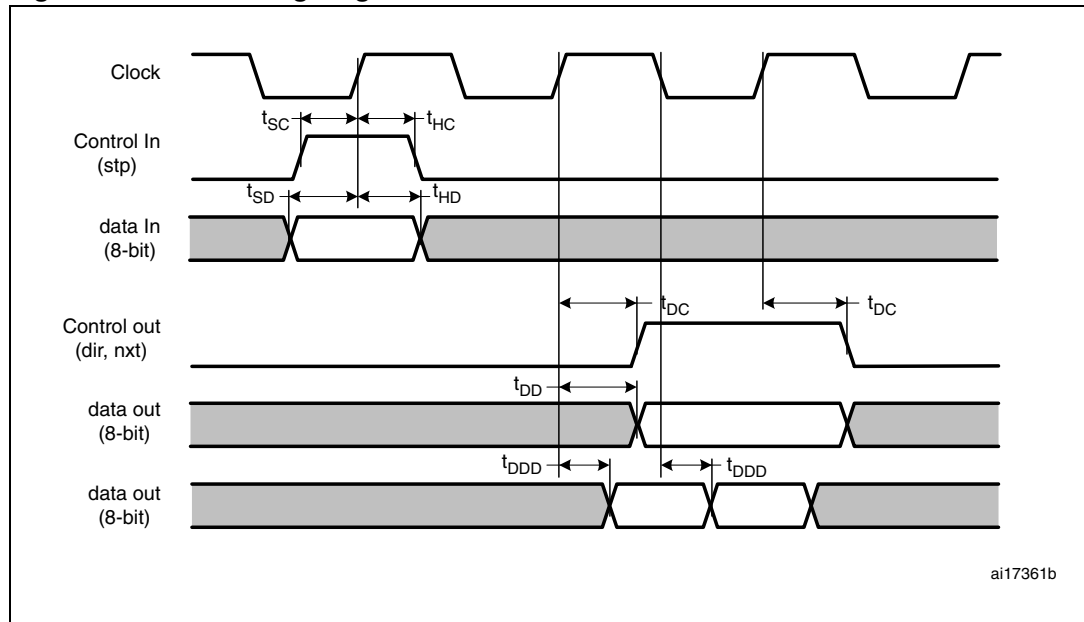 Clock
Control In
(stp)
tSC
tHC
tSD
tHD
data In
(8-bit)
tDC
tDC
Control out
(dir, nxt)
tDD
data out
(8-bit)
tDDD
tDDD
data out
(8-bit)
ai17361b